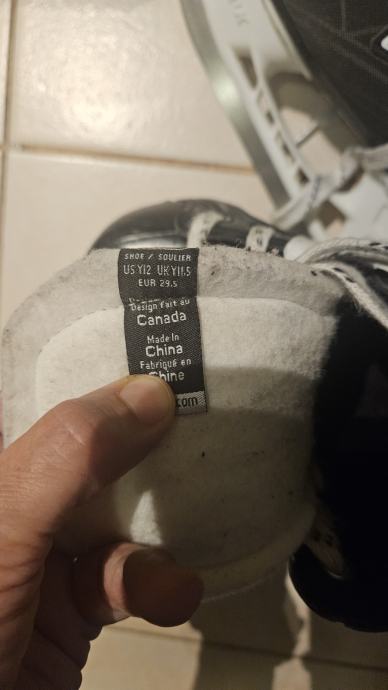 SHOE / SOULIER
US Y12 UK Y11.5
EUR 29.5
Design fait au
Canada
Made In
China
Fabriqué en
Chine
.com